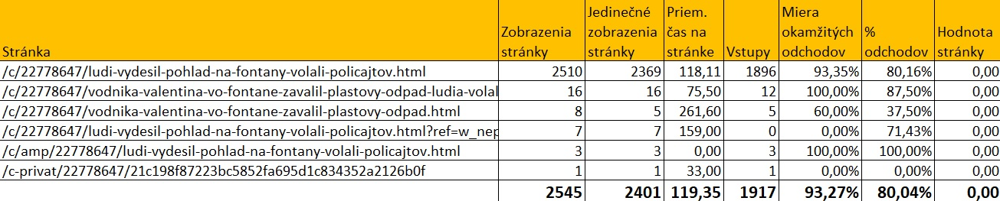 Stránka Zobrazenia stránky Jedinečné zobrazenia stránky Priem. čas na stránke Vstupy Miera okamžitých odchodov % odchodov Hodnota stránky
/c/22778647/ludi-vydesil-pohlad-na-fontany-volali-policajtov.html 2510 2369 118,11 1896 93,35% 80,16% 0,00
/c/22778647/vodnika-valentina-vo-fontane-zavalil-plastovy-odpad-ludia-volal 16 16 75,50 12 100,00% 87,50% 0,00
/c/22778647/vodnika-valentina-vo-fontane-zavalil-plastovy-odpad.html 8 5 261,60 5 60,00% 37,50% 0,00
/c/22778647/ludi-vydesil-pohlad-na-fontany-volali-policajtov.html?ref=w_nep 7 7 159,00 0 0,00% 71,43% 0,00
/c/amp/22778647/ludi-vydesil-pohlad-na-fontany-volali-policajtov.html 3 3 0,00 3 100,00% 100,00% 0,00
/c-privat/22778647/21c198f87223bc5852fa695d1c834352a2126b0f 1 1 33,00 1 0,00% 0,00% 0,00
2545 2401 119,35 1917 93,27% 80,04% 0,00